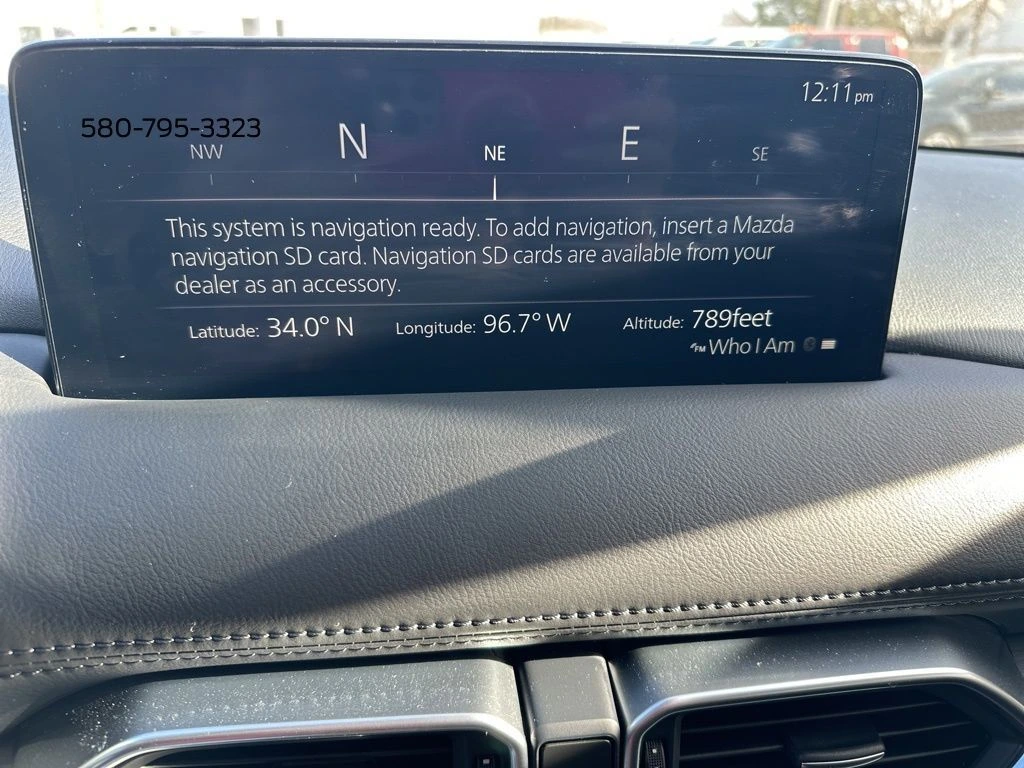 12:11 pm
580-795-3323
NW N NE E SE
This system is navigation ready. To add navigation, insert a Mazda
navigation SD card. Navigation SD cards are available from your
dealer as an accessory.
Latitude: 34.0° N Longitude: 96.7° W Altitude: 789feet
FM Who I Am